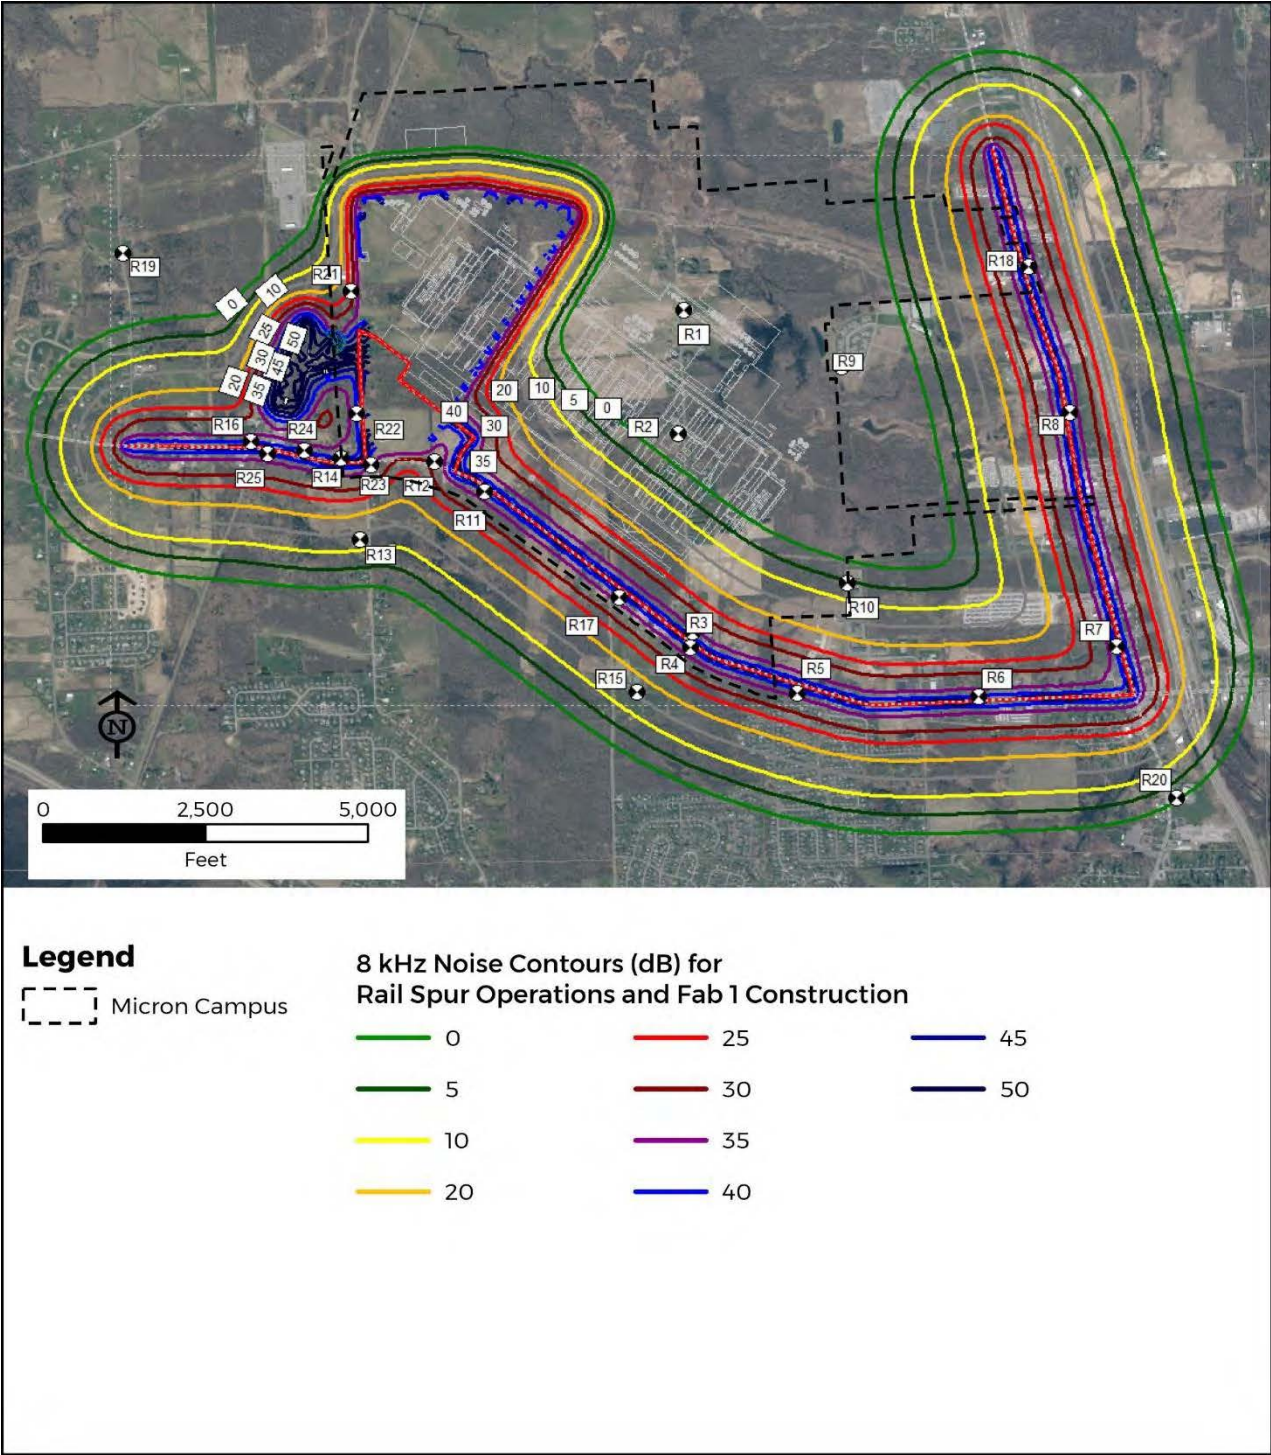 R19
R21
R18
0
10
R1
25
50
30
45
R9
20
35
20
10
5
0
40
R16
R24
R22
30
R2
R8
35
R25
R14
R23
R12
R11
R13
R10
R17
R3
R7
R4
R5
R15
R6
N
R20
0 2,500 5,000
Feet
Legend
Micron Campus
8 kHz Noise Contours (dB) for
Rail Spur Operations and Fab 1 Construction
0 25 45
5 30 50
10 35
20 40